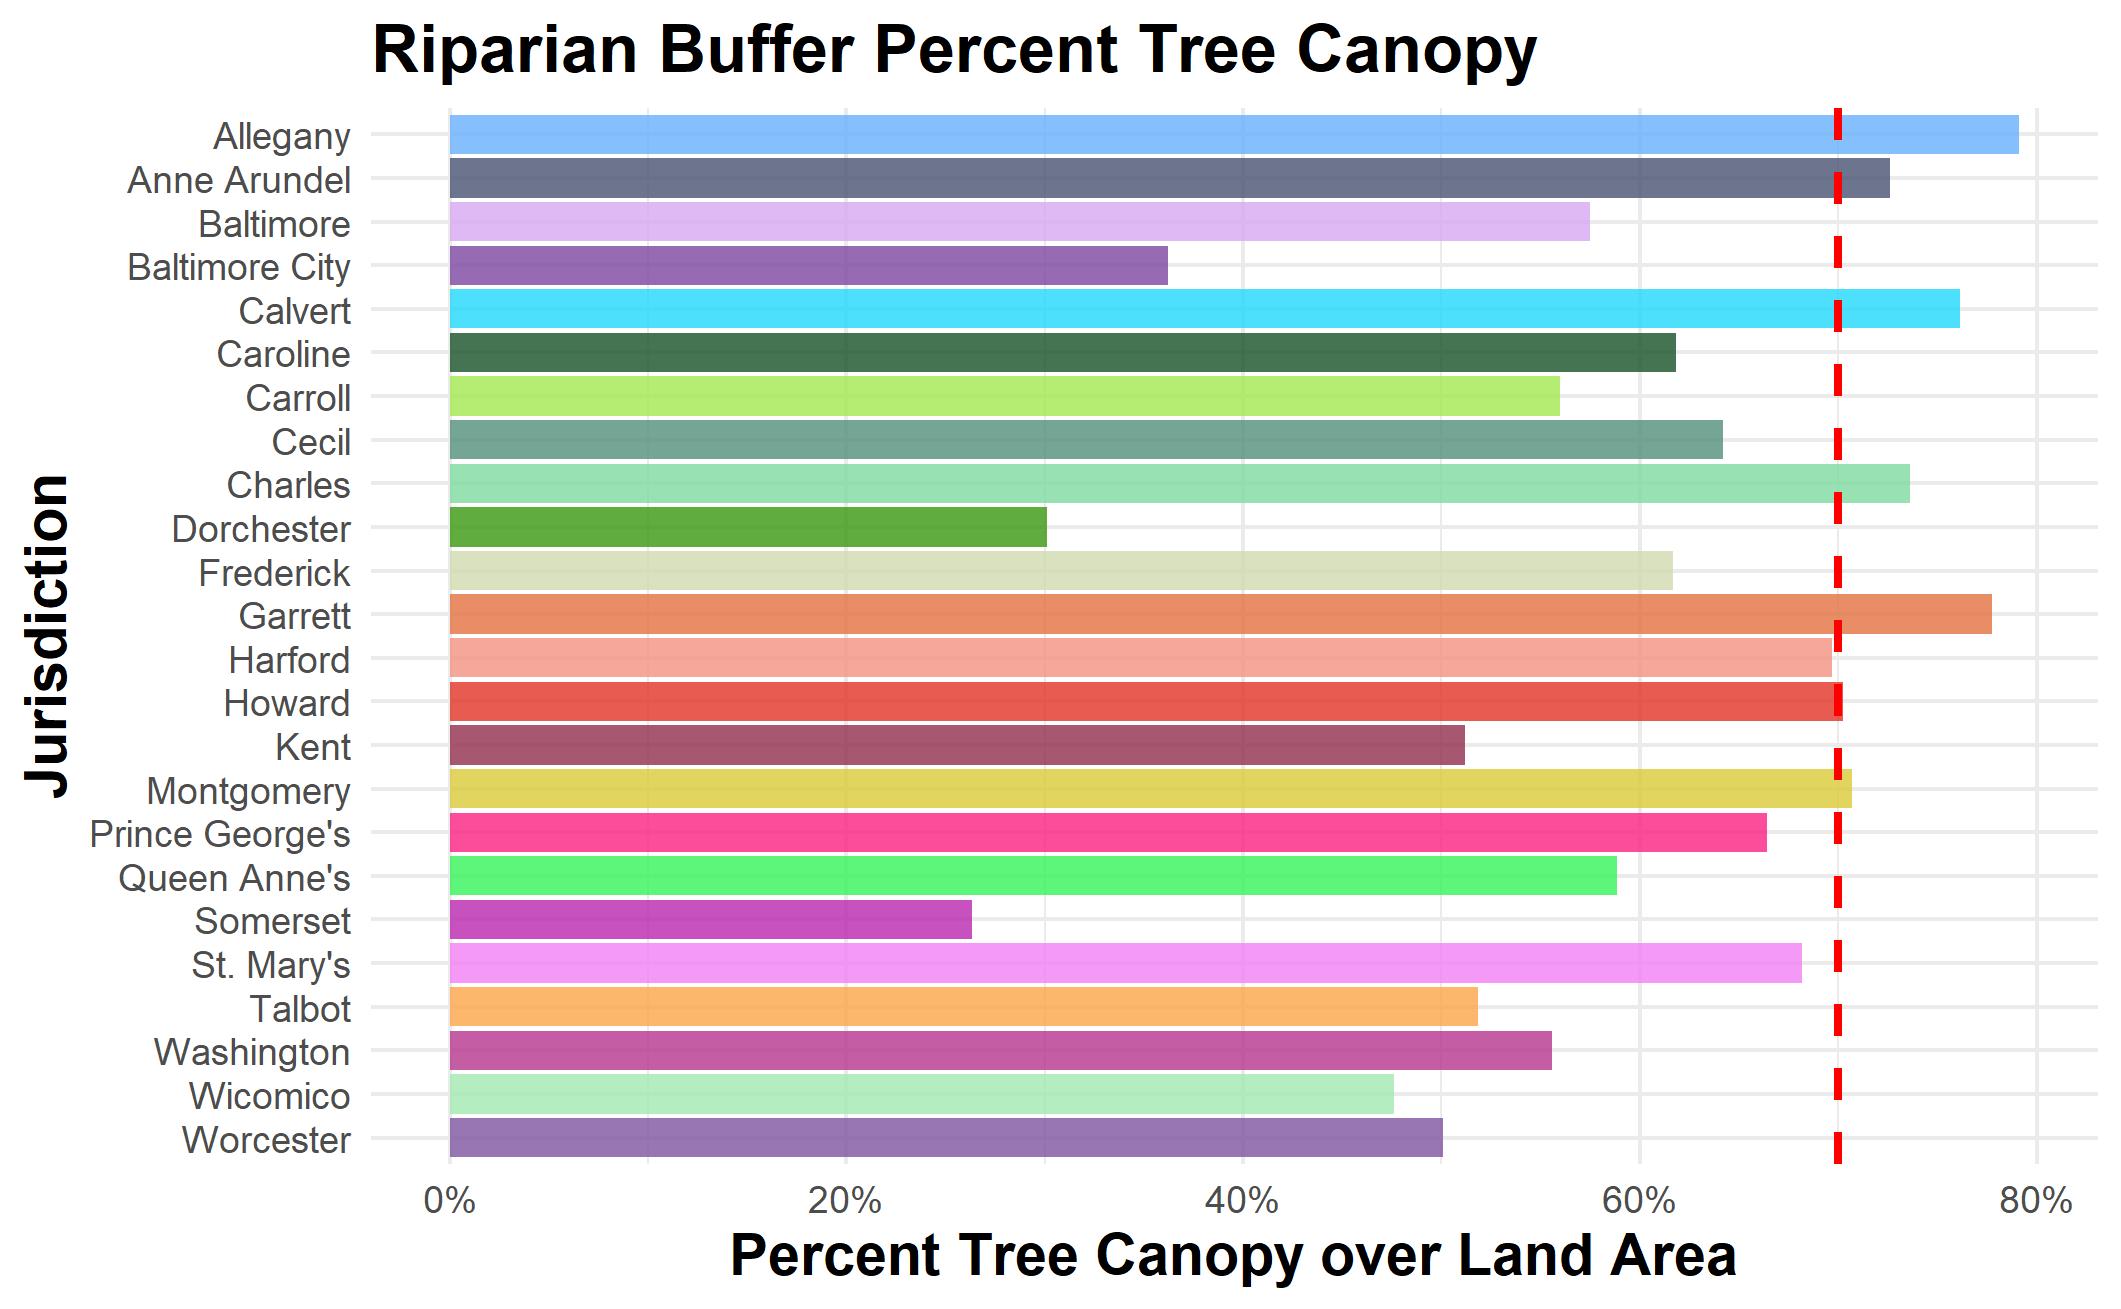 Riparian Buffer Percent Tree Canopy
Jurisdiction
Allegany
Anne Arundel
Baltimore
Baltimore City
Calvert
Caroline
Carroll
Cecil
Charles
Dorchester
Frederick
Garrett
Harford
Howard
Kent
Montgomery
Prince George's
Queen Anne's
Somerset
St. Mary's
Talbot
Washington
Wicomico
Worcester
0% 20% 40% 60% 80%
Percent Tree Canopy over Land Area